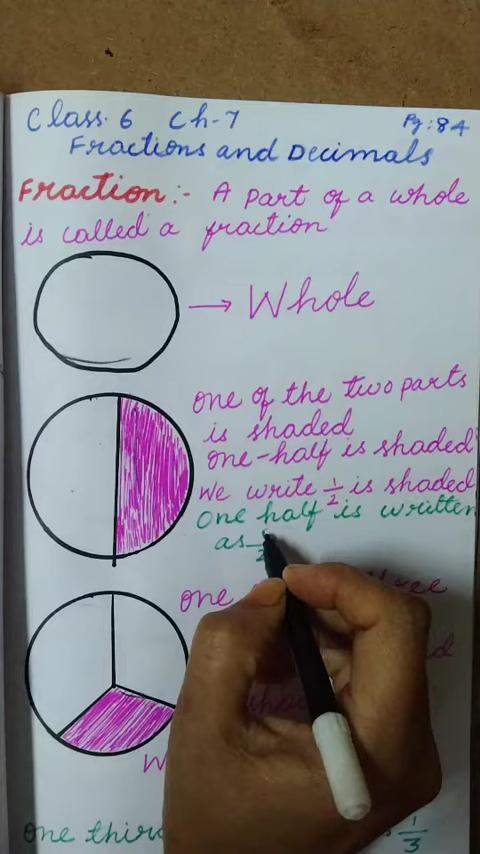 Class 6 Ch-7 Pg:84
Fractions and Decimals
Fraction:- A part of a whole
is called a fraction
→ Whole
one of the two parts
is shaded
one-half is shaded
We write 1/2 is shaded
One half is written
as
one
One third 1/3